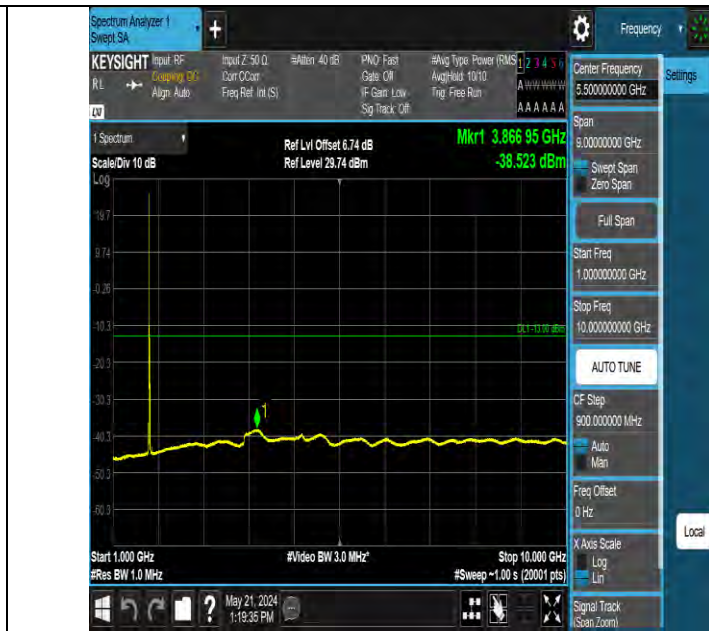 Spectrum Analyzer 1
Swept SA
+
Frequency
KEYSIGHT
RL
Input: RF
Coupling: DC
Align: Auto
Input Z: 50 Ω
Corr CCorr
Freq Ref: Int (S)
#Atten: 40 dB
PNO: Fast
Gate: Off
IF Gain: Low
Sig Track: Off
#Avg Type: Power (RMS
Avg|Hold: 10/10
Trig: Free Run
1 2 3 4 5 6
A W W W W W
A A A A A A
Center Frequency
5.500000000 GHz
Settings
1 Spectrum
Scale/Div 10 dB
Log
Ref Lvl Offset 6.74 dB
Ref Level 29.74 dBm
Mkr1 3.866 95 GHz
-38.523 dBm
Span
9.00000000 GHz
Swept Span
Zero Span
Full Span
Start Freq
1.000000000 GHz
Stop Freq
10.000000000 GHz
AUTO TUNE
CF Step
900.000000 MHz
Auto
Man
Freq Offset
0 Hz
X Axis Scale
Log
Lin
Signal Track
(Span Zoom)
Local
19.7
9.74
-0.26
-10.3
DL1 -13.00 dBm
-20.3
-30.3
1
-40.3
-50.3
-60.3
Start 1.000 GHz
#Res BW 1.0 MHz
#Video BW 3.0 MHz*
Stop 10.000 GHz
#Sweep ~1.00 s (20001 pts)
?
May 21, 2024
1:19:35 PM